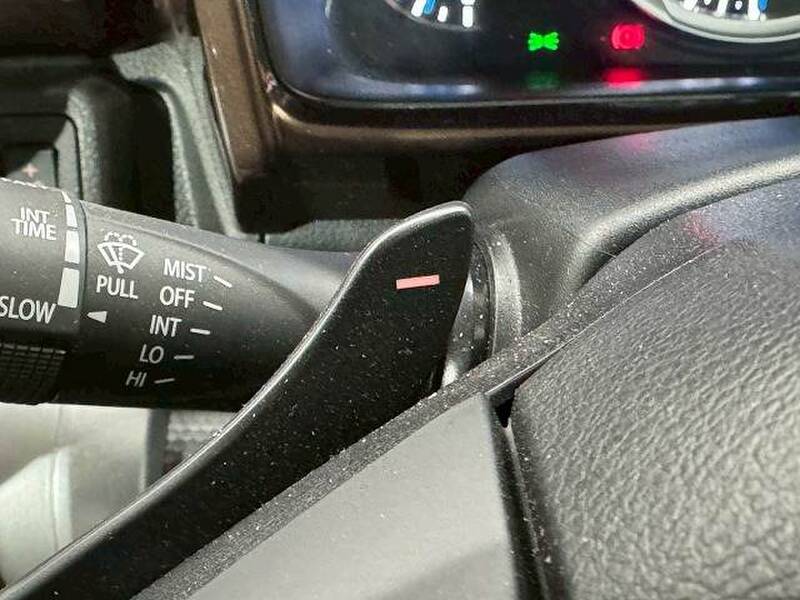 INT
TIME
SLOW
PULL
MIST
OFF
INT
LO
HI